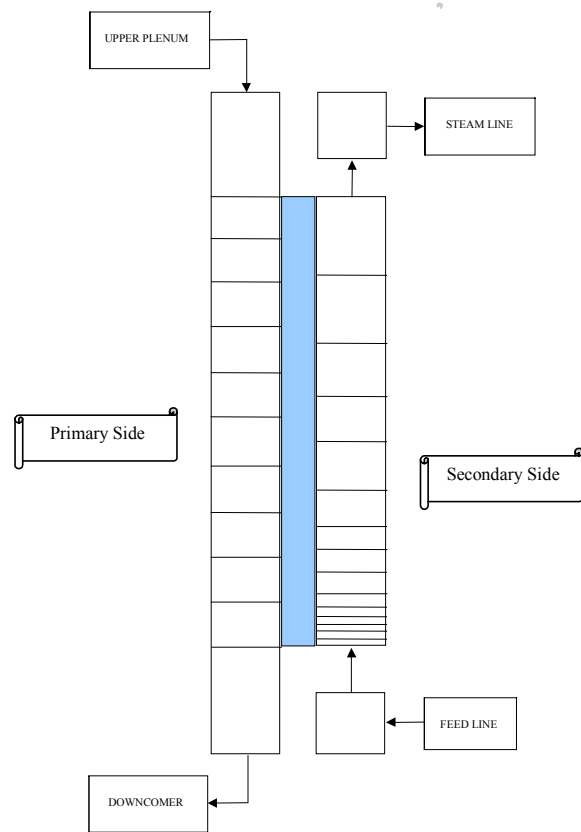 UPPER PLENUM
STEAM LINE
Primary Side
Secondary Side
FEED LINE
DOWNCOMER